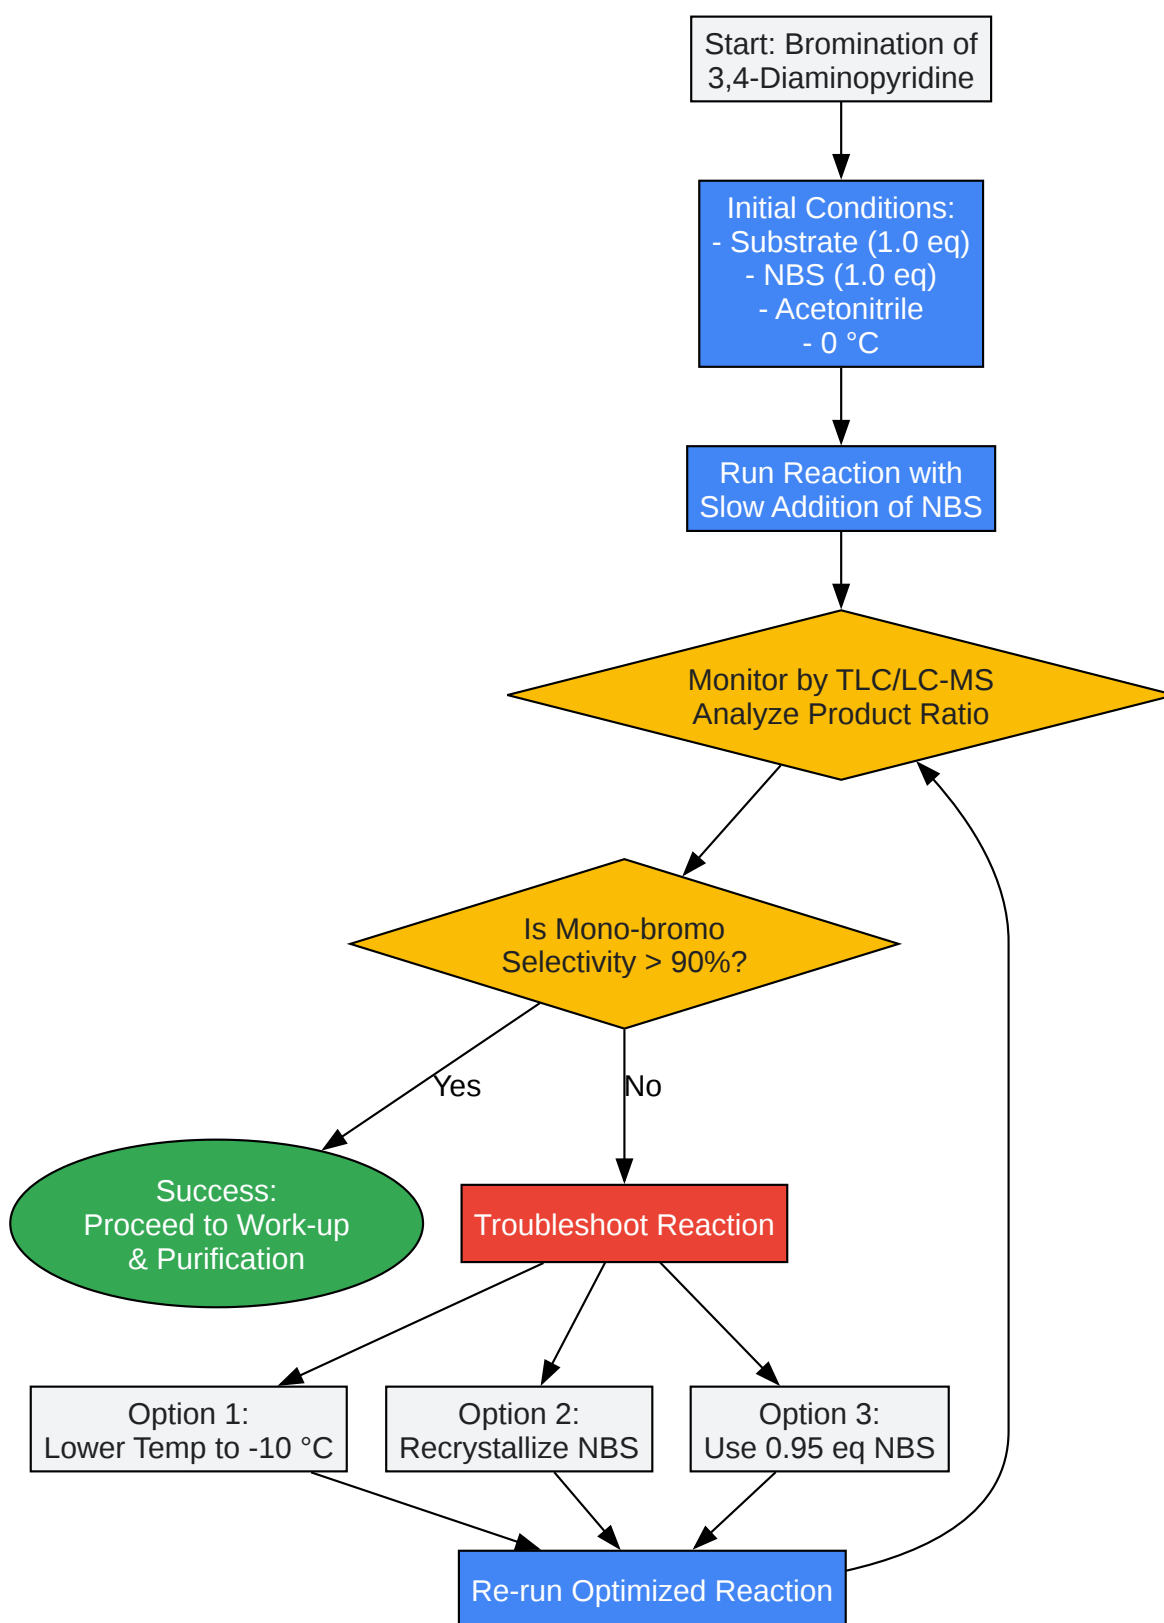 Start: Bromination of
3,4-Diaminopyridine
Initial Conditions:
- Substrate (1.0 eq)
- NBS (1.0 eq)
- Acetonitrile
- 0 °C
Run Reaction with
Slow Addition of NBS
Monitor by TLC/LC-MS
Analyze Product Ratio
Is Mono-bromo
Selectivity > 90%?
Yes
No
Success:
Proceed to Work-up
& Purification
Troubleshoot Reaction
Option 1:
Lower Temp to -10 °C
Option 2:
Recrystallize NBS
Option 3:
Use 0.95 eq NBS
Re-run Optimized Reaction